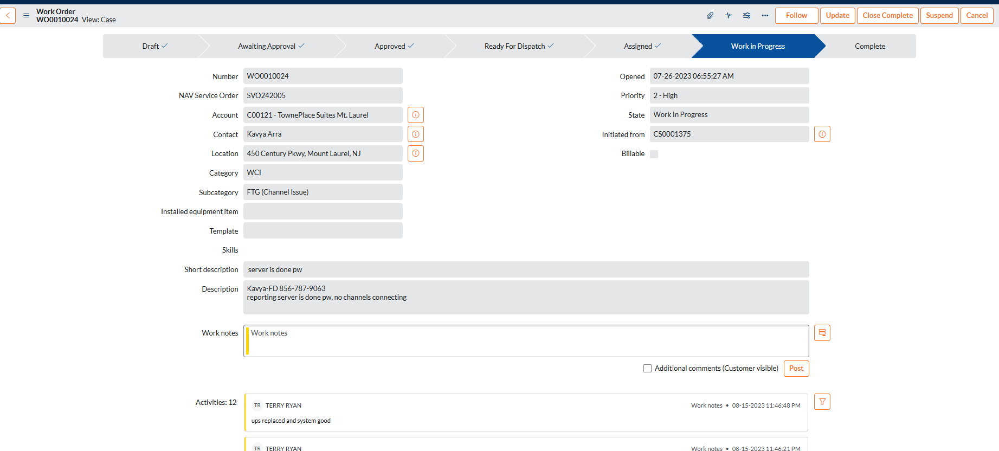 Work Order
WO0010024 View: Case
Follow
Update
Close Complete
Suspend
Cancel
Draft
Awaiting Approval
Approved
Ready For Dispatch
Assigned
Work in Progress
Complete
Number WO0010024
NAV Service Order SVO242005
Account C00121 - TownePlace Suites Mt. Laurel
Contact Kavya Arra
Location 450 Century Pkwy, Mount Laurel, NJ
Category WCI
Subcategory FTG (Channel Issue)
Installed equipment item
Template
Skills
Opened 07-26-2023 06:55:27 AM
Priority 2 - High
State Work In Progress
Initiated from CS0001375
Billable
Short description server is done pw
Description Kavya-FD 856-787-9063
reporting server is done pw, no channels connecting
Work notes Work notes
Additional comments (Customer visible) Post
Activities: 12
TR TERRY RYAN Work notes • 08-15-2023 11:46:48 PM
ups replaced and system good
TR TERRY RYAN Work notes • 08-15-2023 11:46:21 PM